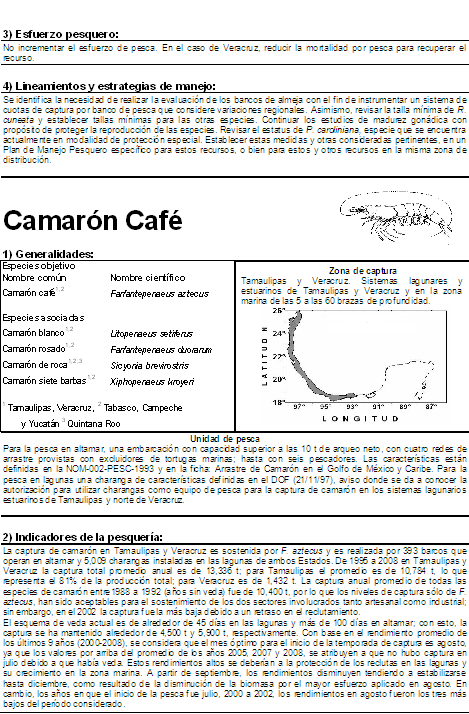 3) Esfuerzo pesquero:
No incrementar el esfuerzo de pesca. En el caso de Veracruz, reducir la mortalidad por pesca para recuperar el
recurso.
4) Lineamientos y estrategias de manejo:
Se identifica la necesidad de realizar la evaluación de los bancos de almeja con el fin de instrumentar un sistema de
cuotas de captura por banco de pesca que considere variaciones regionales. Asimismo, revisar la talla mínima de R.
cuneata y establecer tallas mínimas para las otras especies. Continuar los estudios de madurez gonádica con
propósito de proteger la reproducción de las especies. Revisar el estatus de P. caroliniana, especie que se encuentra
actualmente en modalidad de protección especial. Establecer estas medidas y otras consideradas pertinentes, en un
Plan de Manejo Pesquero específico para estos recursos, o bien para estos y otros recursos en la misma zona de
distribución.
Camarón Café
1) Generalidades:
Especies objetivo
Nombre común Nombre científico
Camarón café1,2 Farfantepenaeus aztecus
Especies asociadas
Camarón blanco1,2 Litopenaeus setiferus
Camarón rosado1,2 Farfantepenaeus duorarum
Camarón de roca1,2,3 Sicyonia brevirostris
Camarón siete barbas1,2 Xiphopenaeus kroyeri
1 Tamaulipas, Veracruz, 2 Tabasco, Campeche
y Yucatán 3 Quintana Roo
Zona de captura
Tamaulipas y Veracruz. Sistemas lagunares y
estuarinos de Tamaulipas y Veracruz y en la zona
marina de las 5 a las 60 brazas de profundidad.
26°
24°
22°
20°
18°
LATITUD N
97° 95° 93° 91° 89° 87°
LONGITUD
Unidad de pesca
Para la pesca en altamar, una embarcación con capacidad superior a las 10 t de arqueo neto, con cuatro redes de
arrastre provistas con excluidores de tortugas marinas; hasta con seis pescadores. Las características están
definidas en la NOM-002-PESC-1993 y en la ficha: Arrastre de Camarón en el Golfo de México y Caribe. Para la
pesca en lagunas una charanga de características definidas en el DOF (21/11/97), aviso donde se da a conocer la
autorización para utilizar charangas como equipo de pesca para la captura de camarón en los sistemas lagunarios
estuarinos de Tamaulipas y norte de Veracruz.
2) Indicadores de la pesquería:
La captura de camarón en Tamaulipas y Veracruz es sostenida por F. aztecus y es realizada por 393 barcos que
operan en altamar y 5,009 charangas instaladas en las lagunas de ambos Estados. De 1995 a 2008 en Tamaulipas y
Veracruz la captura total promedio anual es de 13,336 t; para Tamaulipas el promedio es de 10,784 t, lo que
representa el 81% de la producción total; para Veracruz es de 1,432 t. La captura anual promedio de todas las
especies de camarón entre 1988 a 1992 (años sin veda) fue de 10,400 t, por lo que los niveles de captura sólo de F.
aztecus, han sido aceptables para el sostenimiento de los dos sectores involucrados tanto artesanal como industrial;
sin embargo, en el 2002 la captura fue la más baja debido a un retraso en el reclutamiento.
El esquema de veda actual es de alrededor de 45 días en las lagunas y más de 100 días en altamar; con esto, la
captura se ha mantenido alrededor de 4,500 t y 5,900 t, respectivamente. Con base en el rendimiento promedio de
los últimos 9 años (2000-2008), se considera que el mes óptimo para el inicio de la temporada de captura es agosto,
ya que los valores por arriba del promedio de los años 2005, 2007 y 2008, se atribuyen a que no hubo captura en
julio debido a que había veda. Estos rendimientos altos se deberían a la protección de los reclutas en las lagunas y
su crecimiento en la zona marina. A partir de septiembre, los rendimientos disminuyen tendiendo a estabilizarse
hasta diciembre, como resultado de la disminución de la biomasa por el mayor esfuerzo aplicado en agosto. En
cambio, los años en que el inicio de la pesca fue julio, 2000 a 2002, los rendimientos en agosto fueron los tres más
bajos del período considerado.